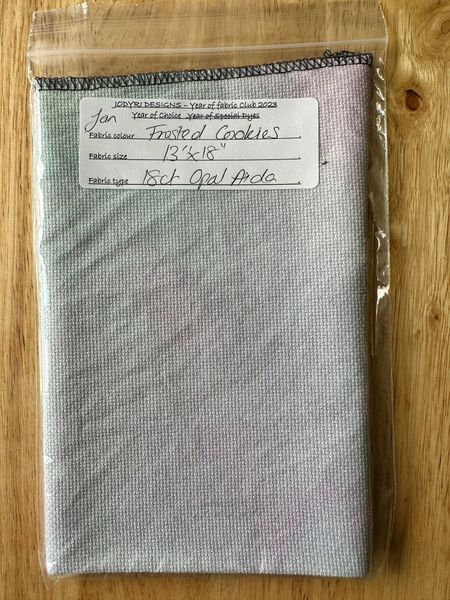 JODYRI DESIGNS – Year of Fabric Club 2023
Jan Year of Choice Year of Special Dyes
Fabric colour Frosted Cookies .
Fabric size 13"x18" .
Fabric type 18ct Opal Aida .